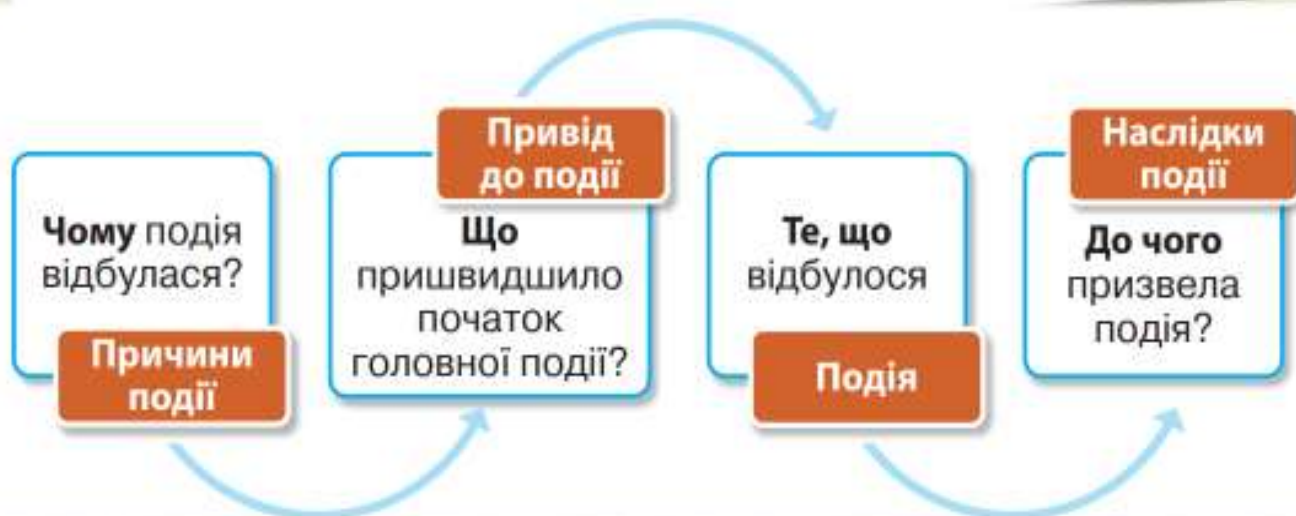 Чому подія
відбулася?
Причини
події
Привід
до події
Що
пришвидшило
початок
головної події?
Те, що
відбулося
Подія
Наслідки
події
До чого
призвела
подія?